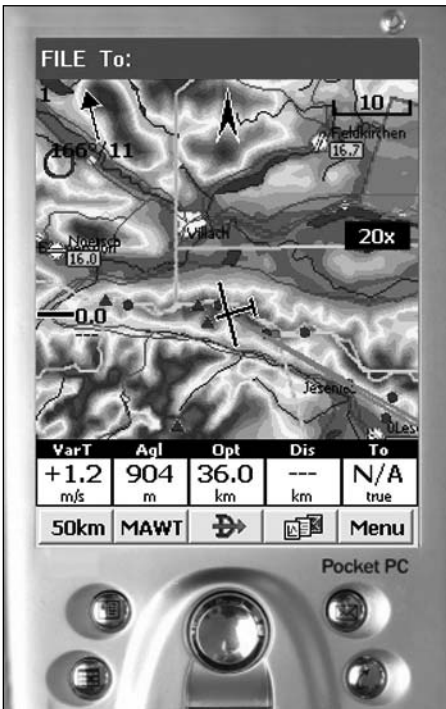 FILE To:
1
10
Feldkirchen
16.7
166°/11
Villach
20x
Noetsch
16.0
0.0
---
Jesenic
VarT Agl Opt Dis To
+1.2 904 36.0 --- N/A
m/s m km km true
50km MAWT Menu
Pocket PC